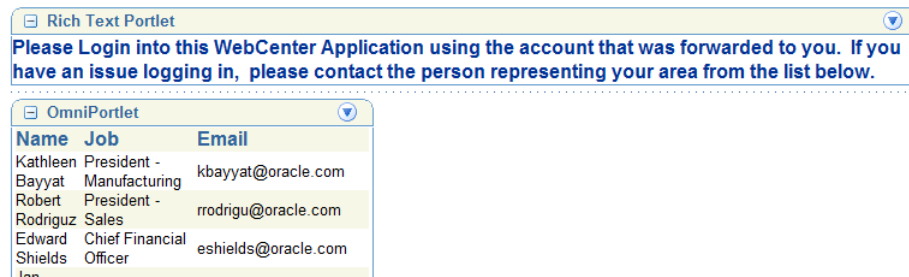 Rich Text Portlet
Please Login into this WebCenter Application using the account that was forwarded to you.  If you
have an issue logging in,  please contact the person representing your area from the list below.
OmniPortlet
Name Job Email
Kathleen President -
Bayyat Manufacturing kbayyat@oracle.com
Robert President -
Rodriguz Sales rrodrigu@oracle.com
Edward Chief Financial
Shields Officer eshields@oracle.com